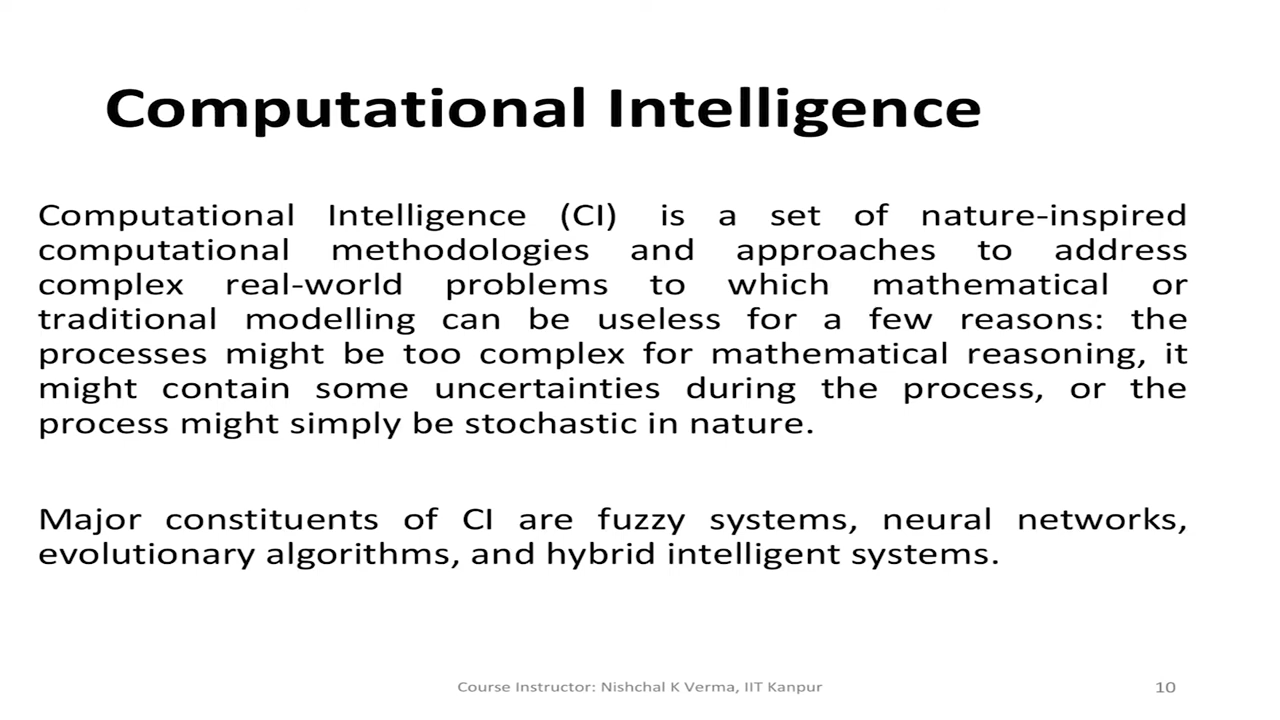 Computational Intelligence
Computational Intelligence (CI) is a set of nature-inspired
computational methodologies and approaches to address
complex real-world problems to which mathematical or
traditional modelling can be useless for a few reasons: the
processes might be too complex for mathematical reasoning, it
might contain some uncertainties during the process, or the
process might simply be stochastic in nature.
Major constituents of CI are fuzzy systems, neural networks,
evolutionary algorithms, and hybrid intelligent systems.
Course Instructor: Nishchal K Verma, IIT Kanpur
10